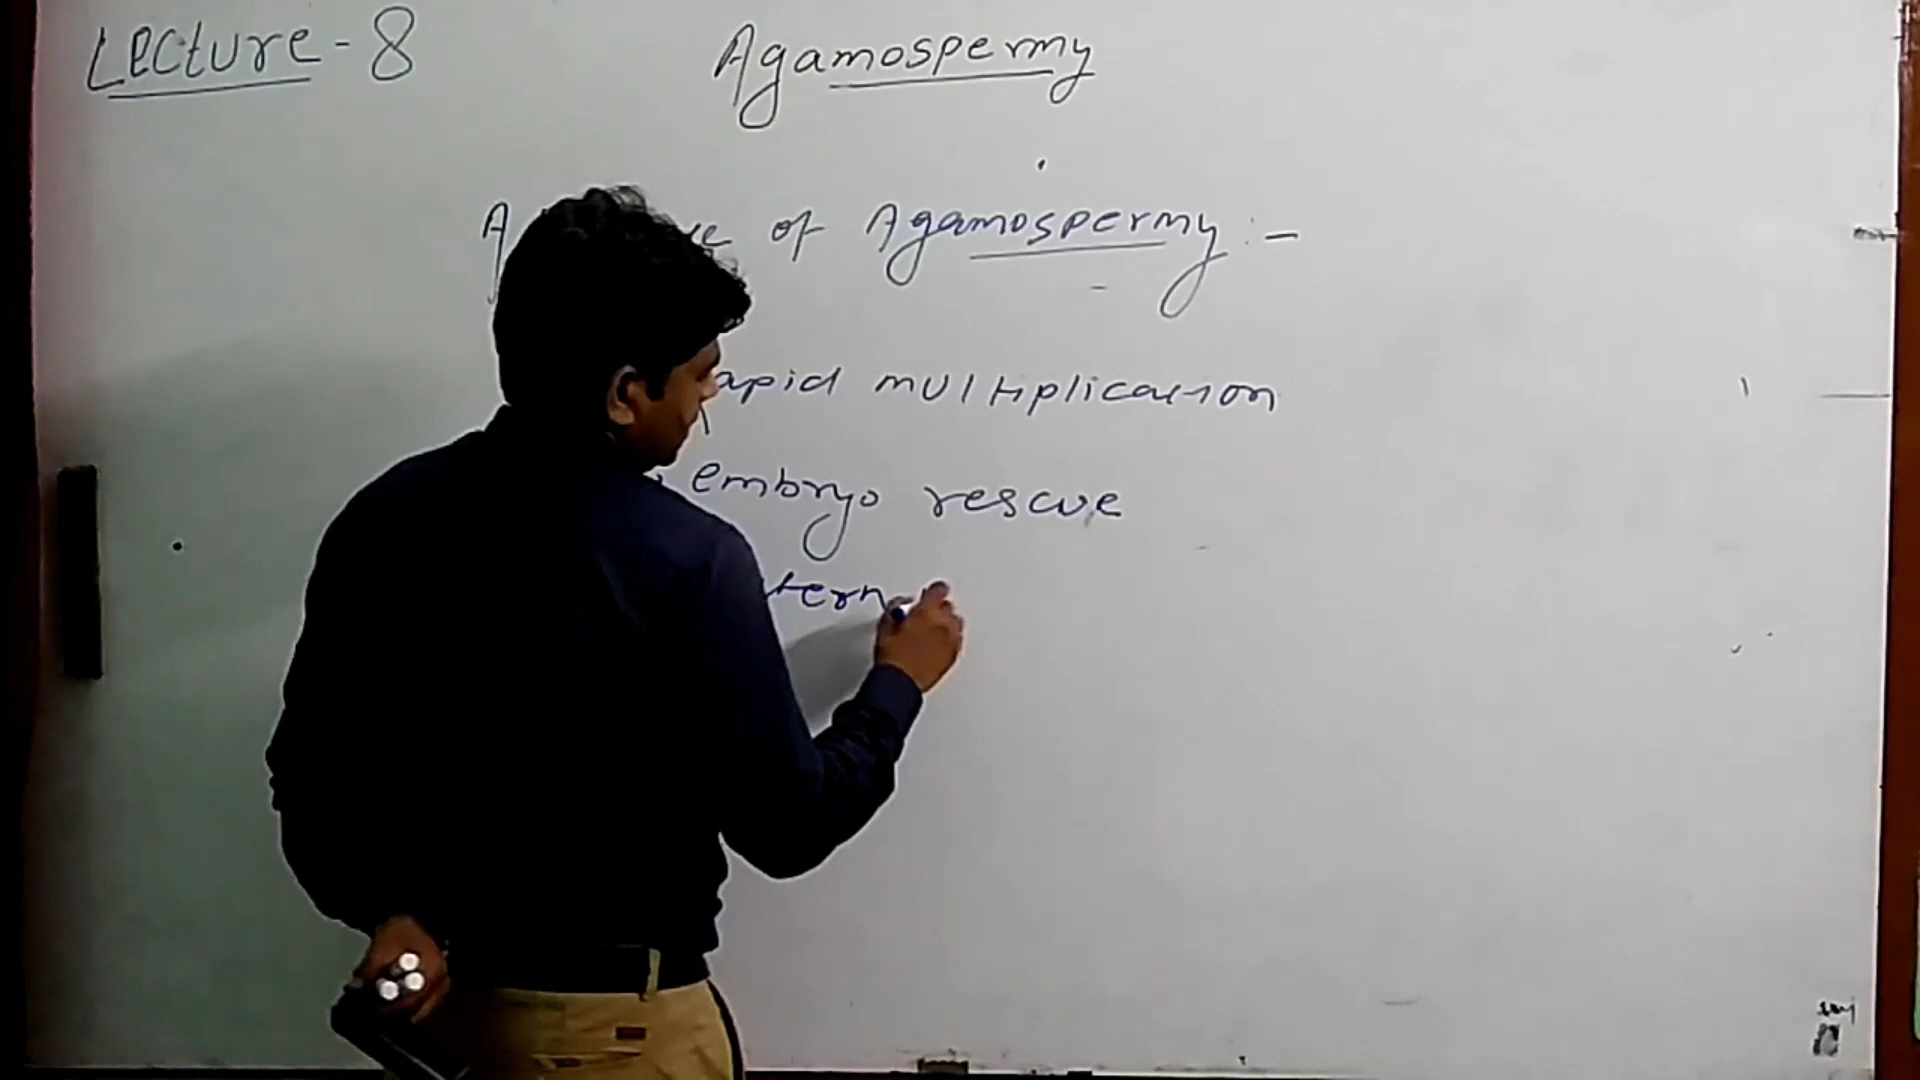 Lecture - 8
Agamospermy
of Agamospermy :-
apid multiplication
embryo rescue
tern